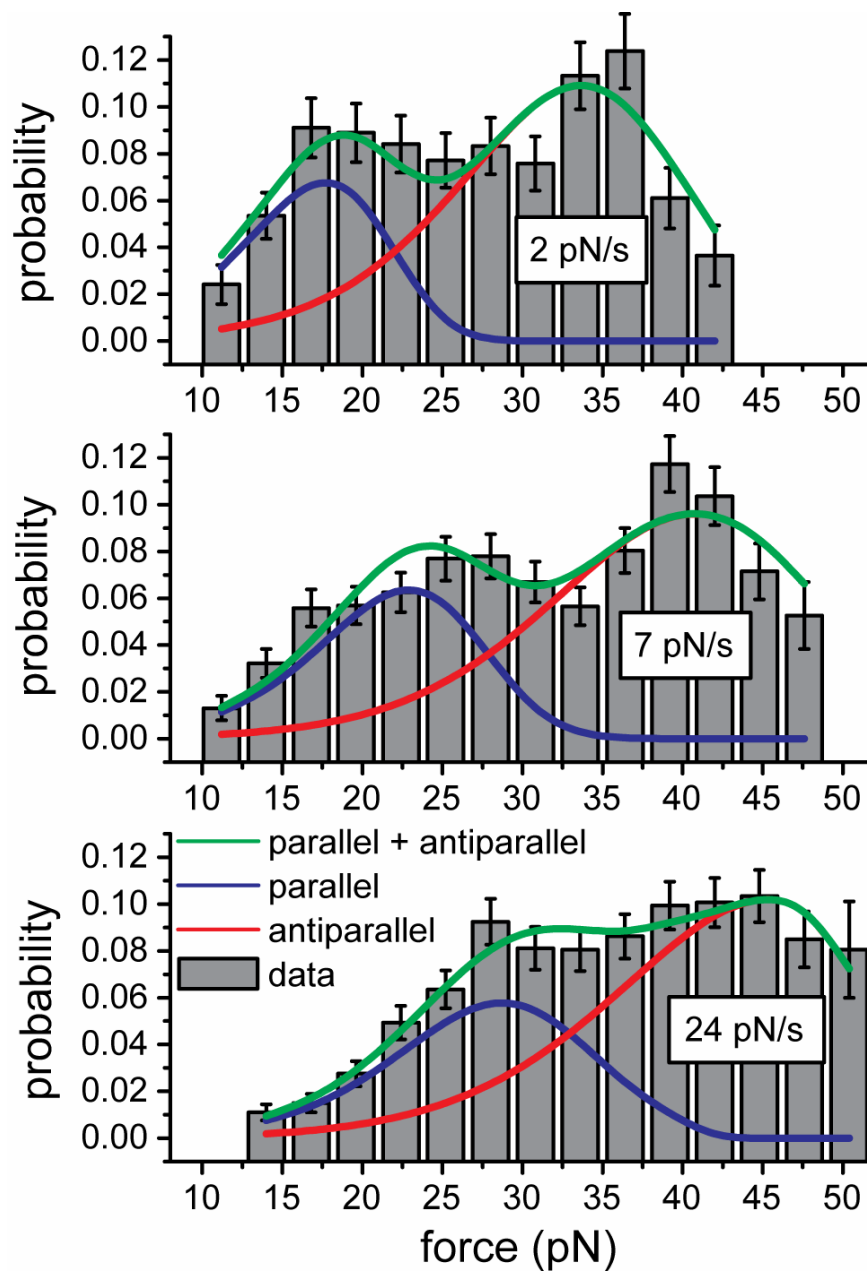 probability
0.12
0.10
0.08
0.06
0.04
0.02
0.00
2 pN/s
10 15 20 25 30 35 40 45 50
probability
0.12
0.10
0.08
0.06
0.04
0.02
0.00
7 pN/s
10 15 20 25 30 35 40 45 50
probability
0.12
0.10
0.08
0.06
0.04
0.02
0.00
parallel + antiparallel
parallel
antiparallel
data
24 pN/s
10 15 20 25 30 35 40 45 50
force (pN)